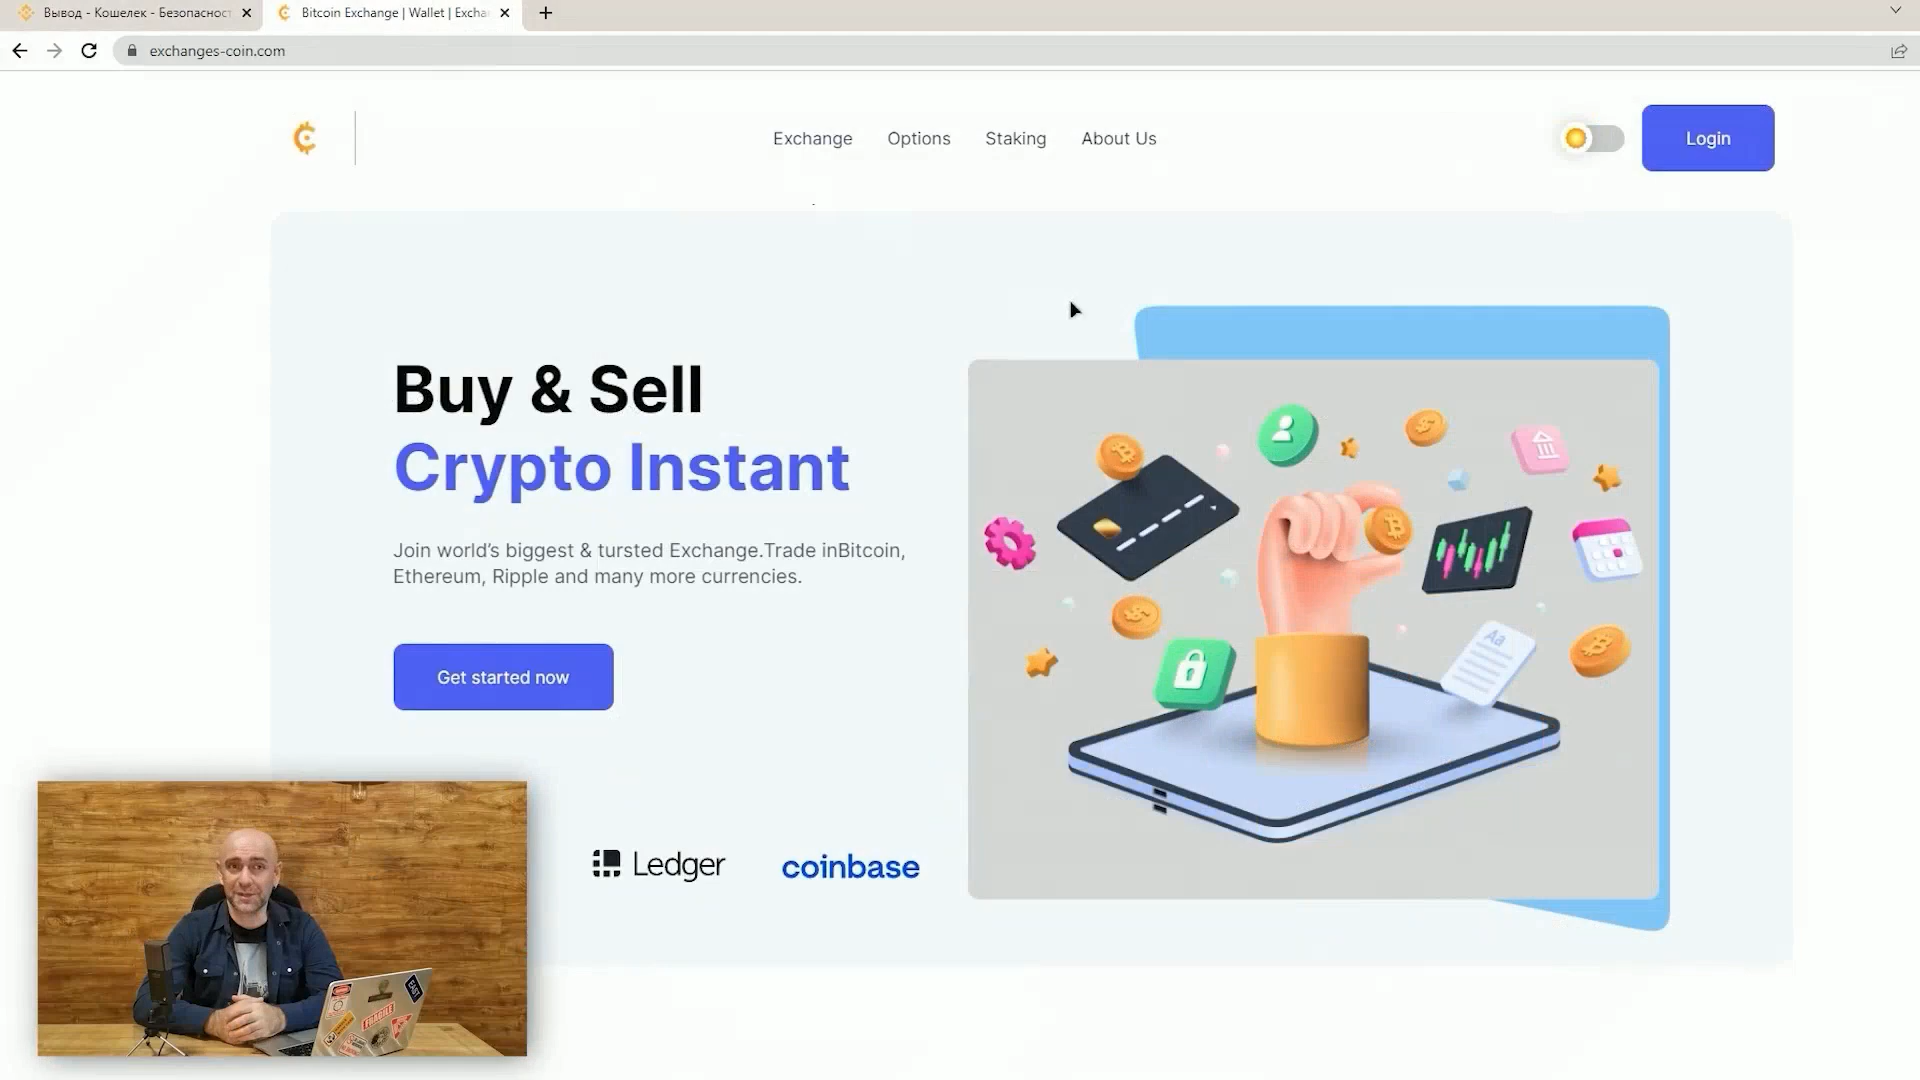 Вывод - Кошелек - Безопасност
Bitcoin Exchange | Wallet | Excha
exchanges-coin.com
Exchange
Options
Staking
About Us
Login
Buy & Sell
Crypto Instant
Join world's biggest & tursted Exchange.Trade inBitcoin,
Ethereum, Ripple and many more currencies.
Get started now
Ledger
coinbase
Aa
FRAGILE